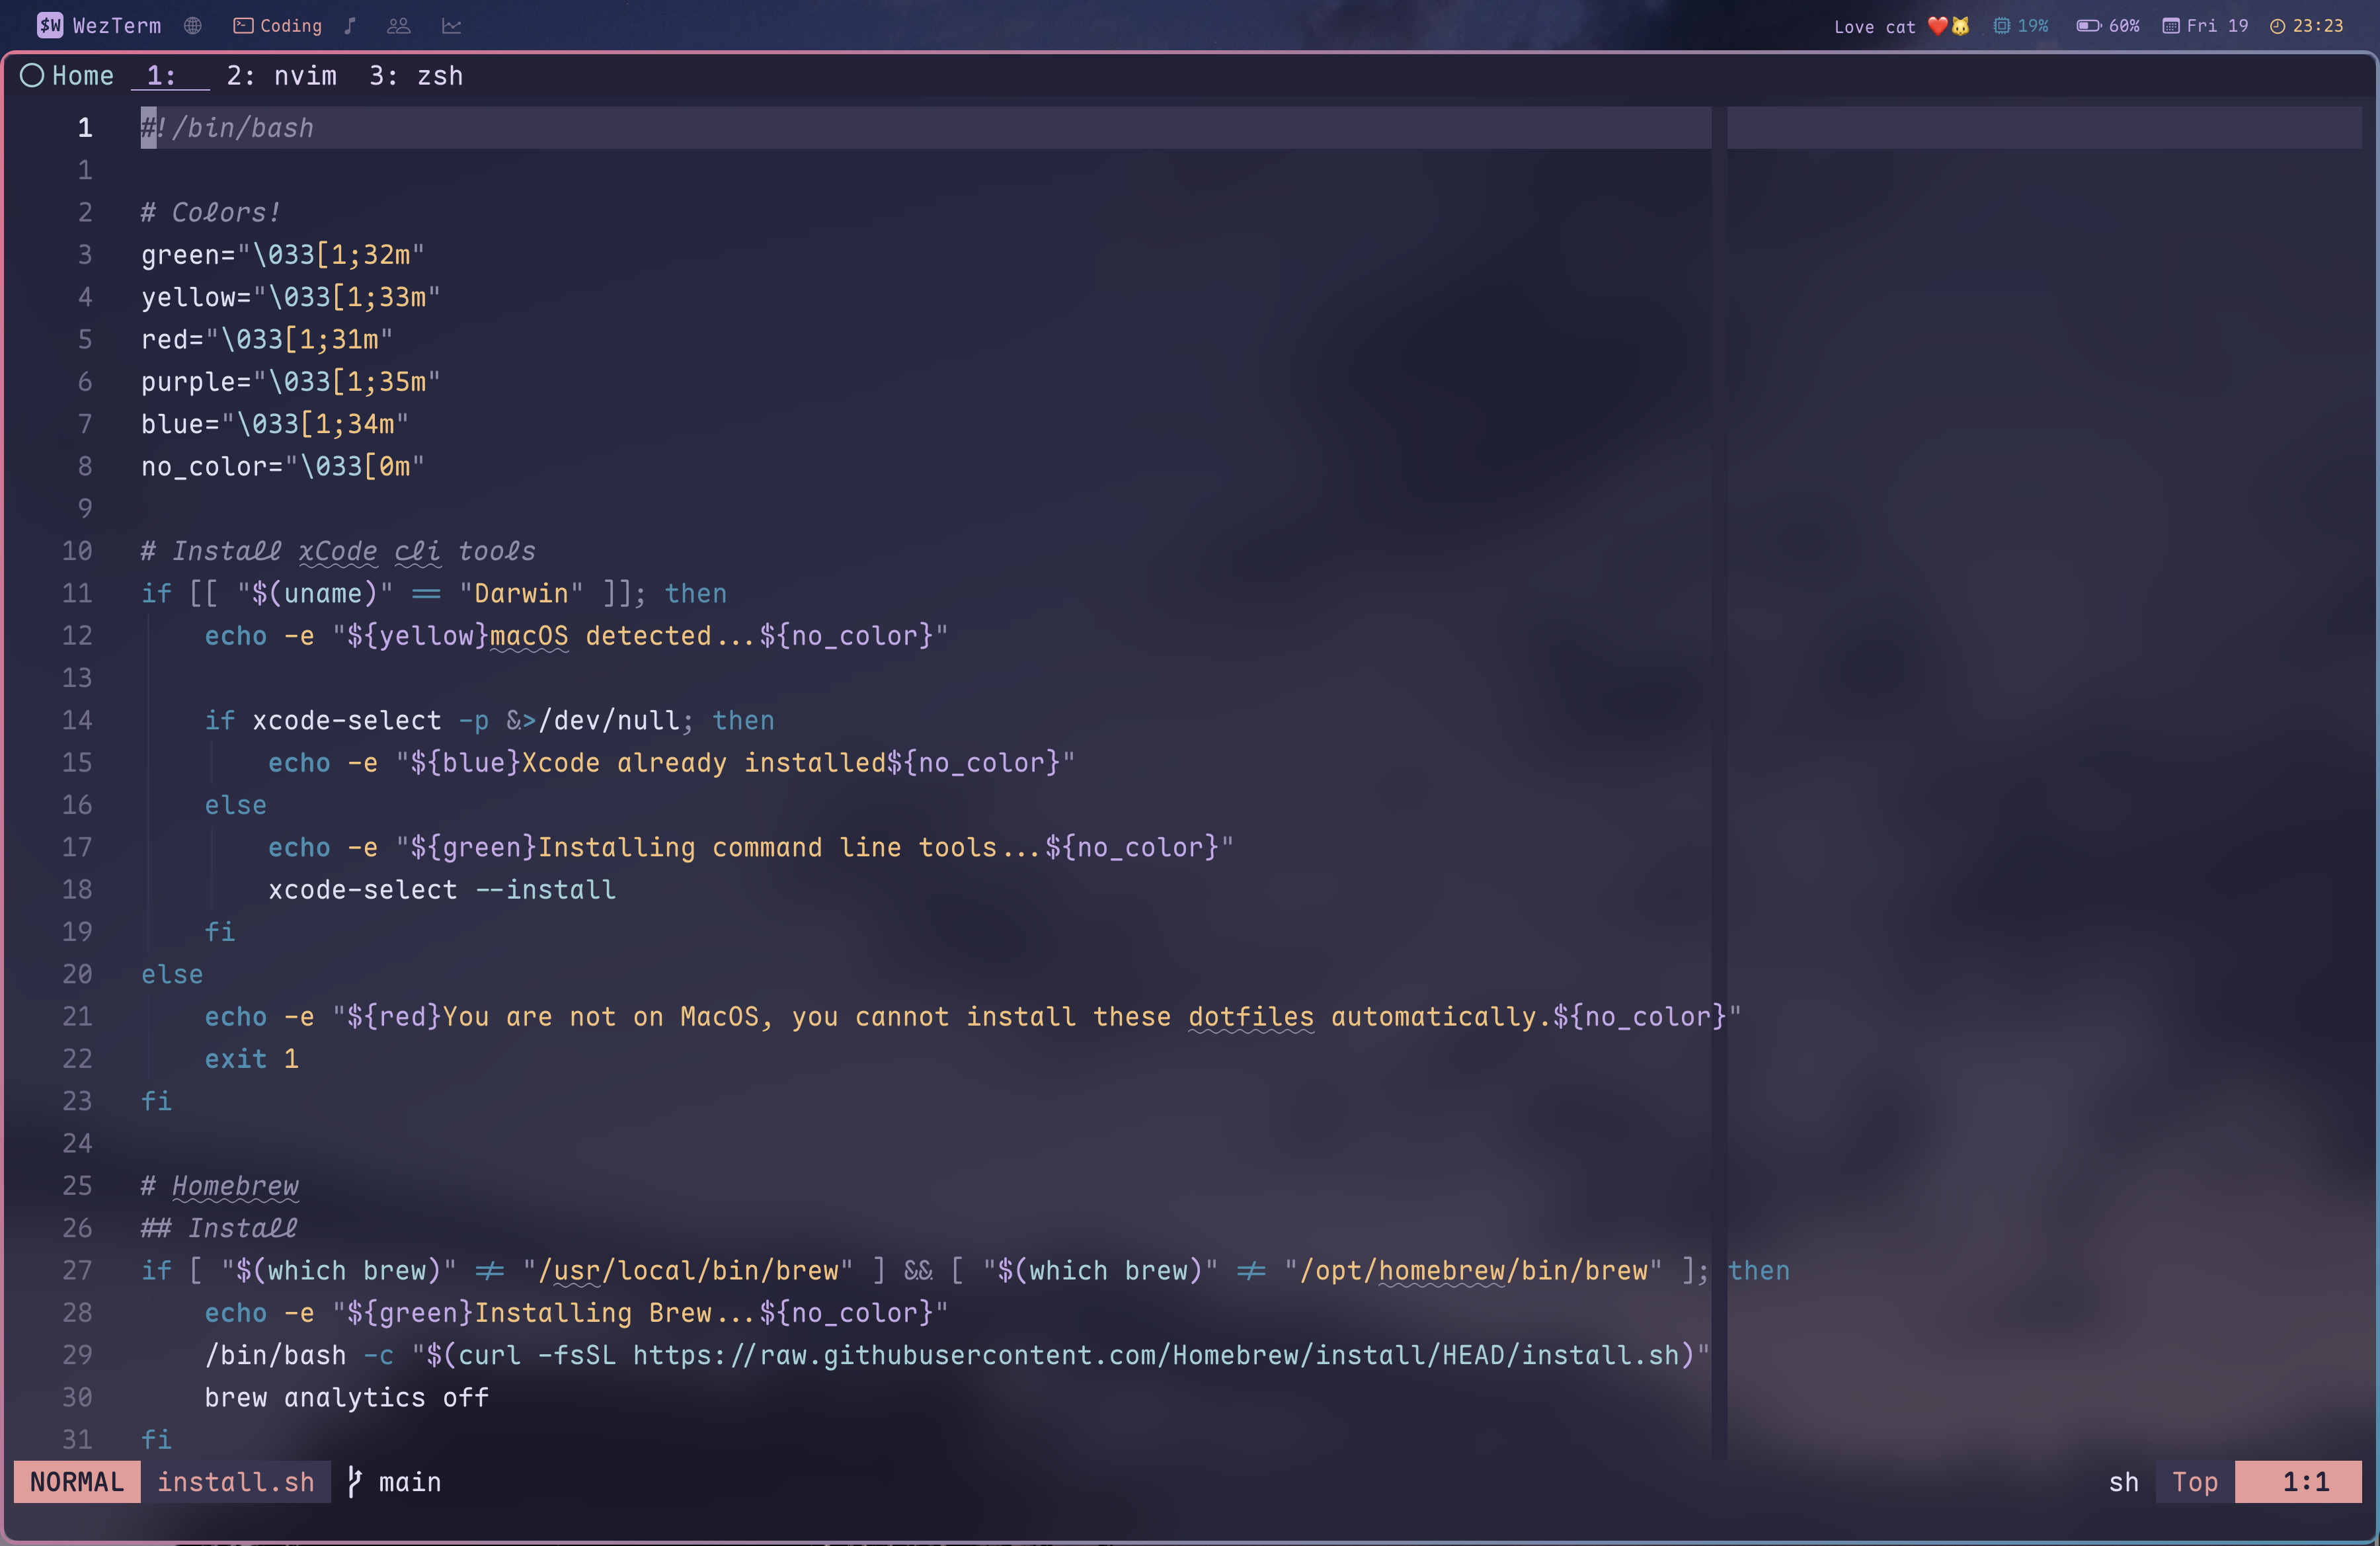 $W WezTerm Coding Love cat ❤️🐱 19% 60% Fri 19 23:23
Home 1: 2: nvim 3: zsh
1 #!/bin/bash
1
2 # Colors!
3 green="\033[1;32m"
4 yellow="\033[1;33m"
5 red="\033[1;31m"
6 purple="\033[1;35m"
7 blue="\033[1;34m"
8 no_color="\033[0m"
9
10 # Install xCode cli tools
11 if [[ "$(uname)" == "Darwin" ]]; then
12     echo -e "${yellow}macOS detected...${no_color}"
13
14     if xcode-select -p &>/dev/null; then
15         echo -e "${blue}Xcode already installed${no_color}"
16     else
17         echo -e "${green}Installing command line tools...${no_color}"
18         xcode-select --install
19     fi
20 else
21     echo -e "${red}You are not on MacOS, you cannot install these dotfiles automatically.${no_color}"
22     exit 1
23 fi
24
25 # Homebrew
26 ## Install
27 if [ "$(which brew)" != "/usr/local/bin/brew" ] && [ "$(which brew)" != "/opt/homebrew/bin/brew" ]; then
28     echo -e "${green}Installing Brew...${no_color}"
29     /bin/bash -c "$(curl -fsSL https://raw.githubusercontent.com/Homebrew/install/HEAD/install.sh)"
30     brew analytics off
31 fi
NORMAL install.sh main sh Top 1:1